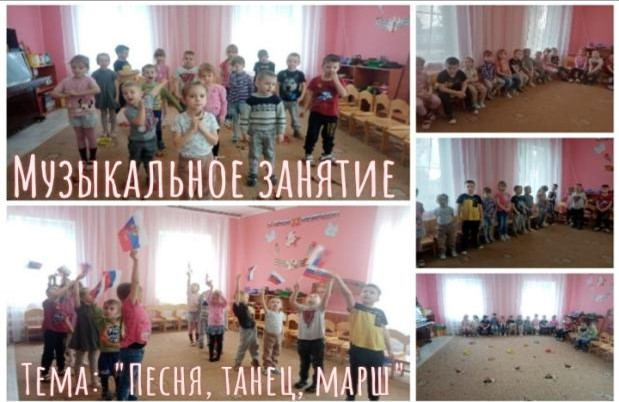 Музыкальное занятие
Тема: "Песня, танец, марш"